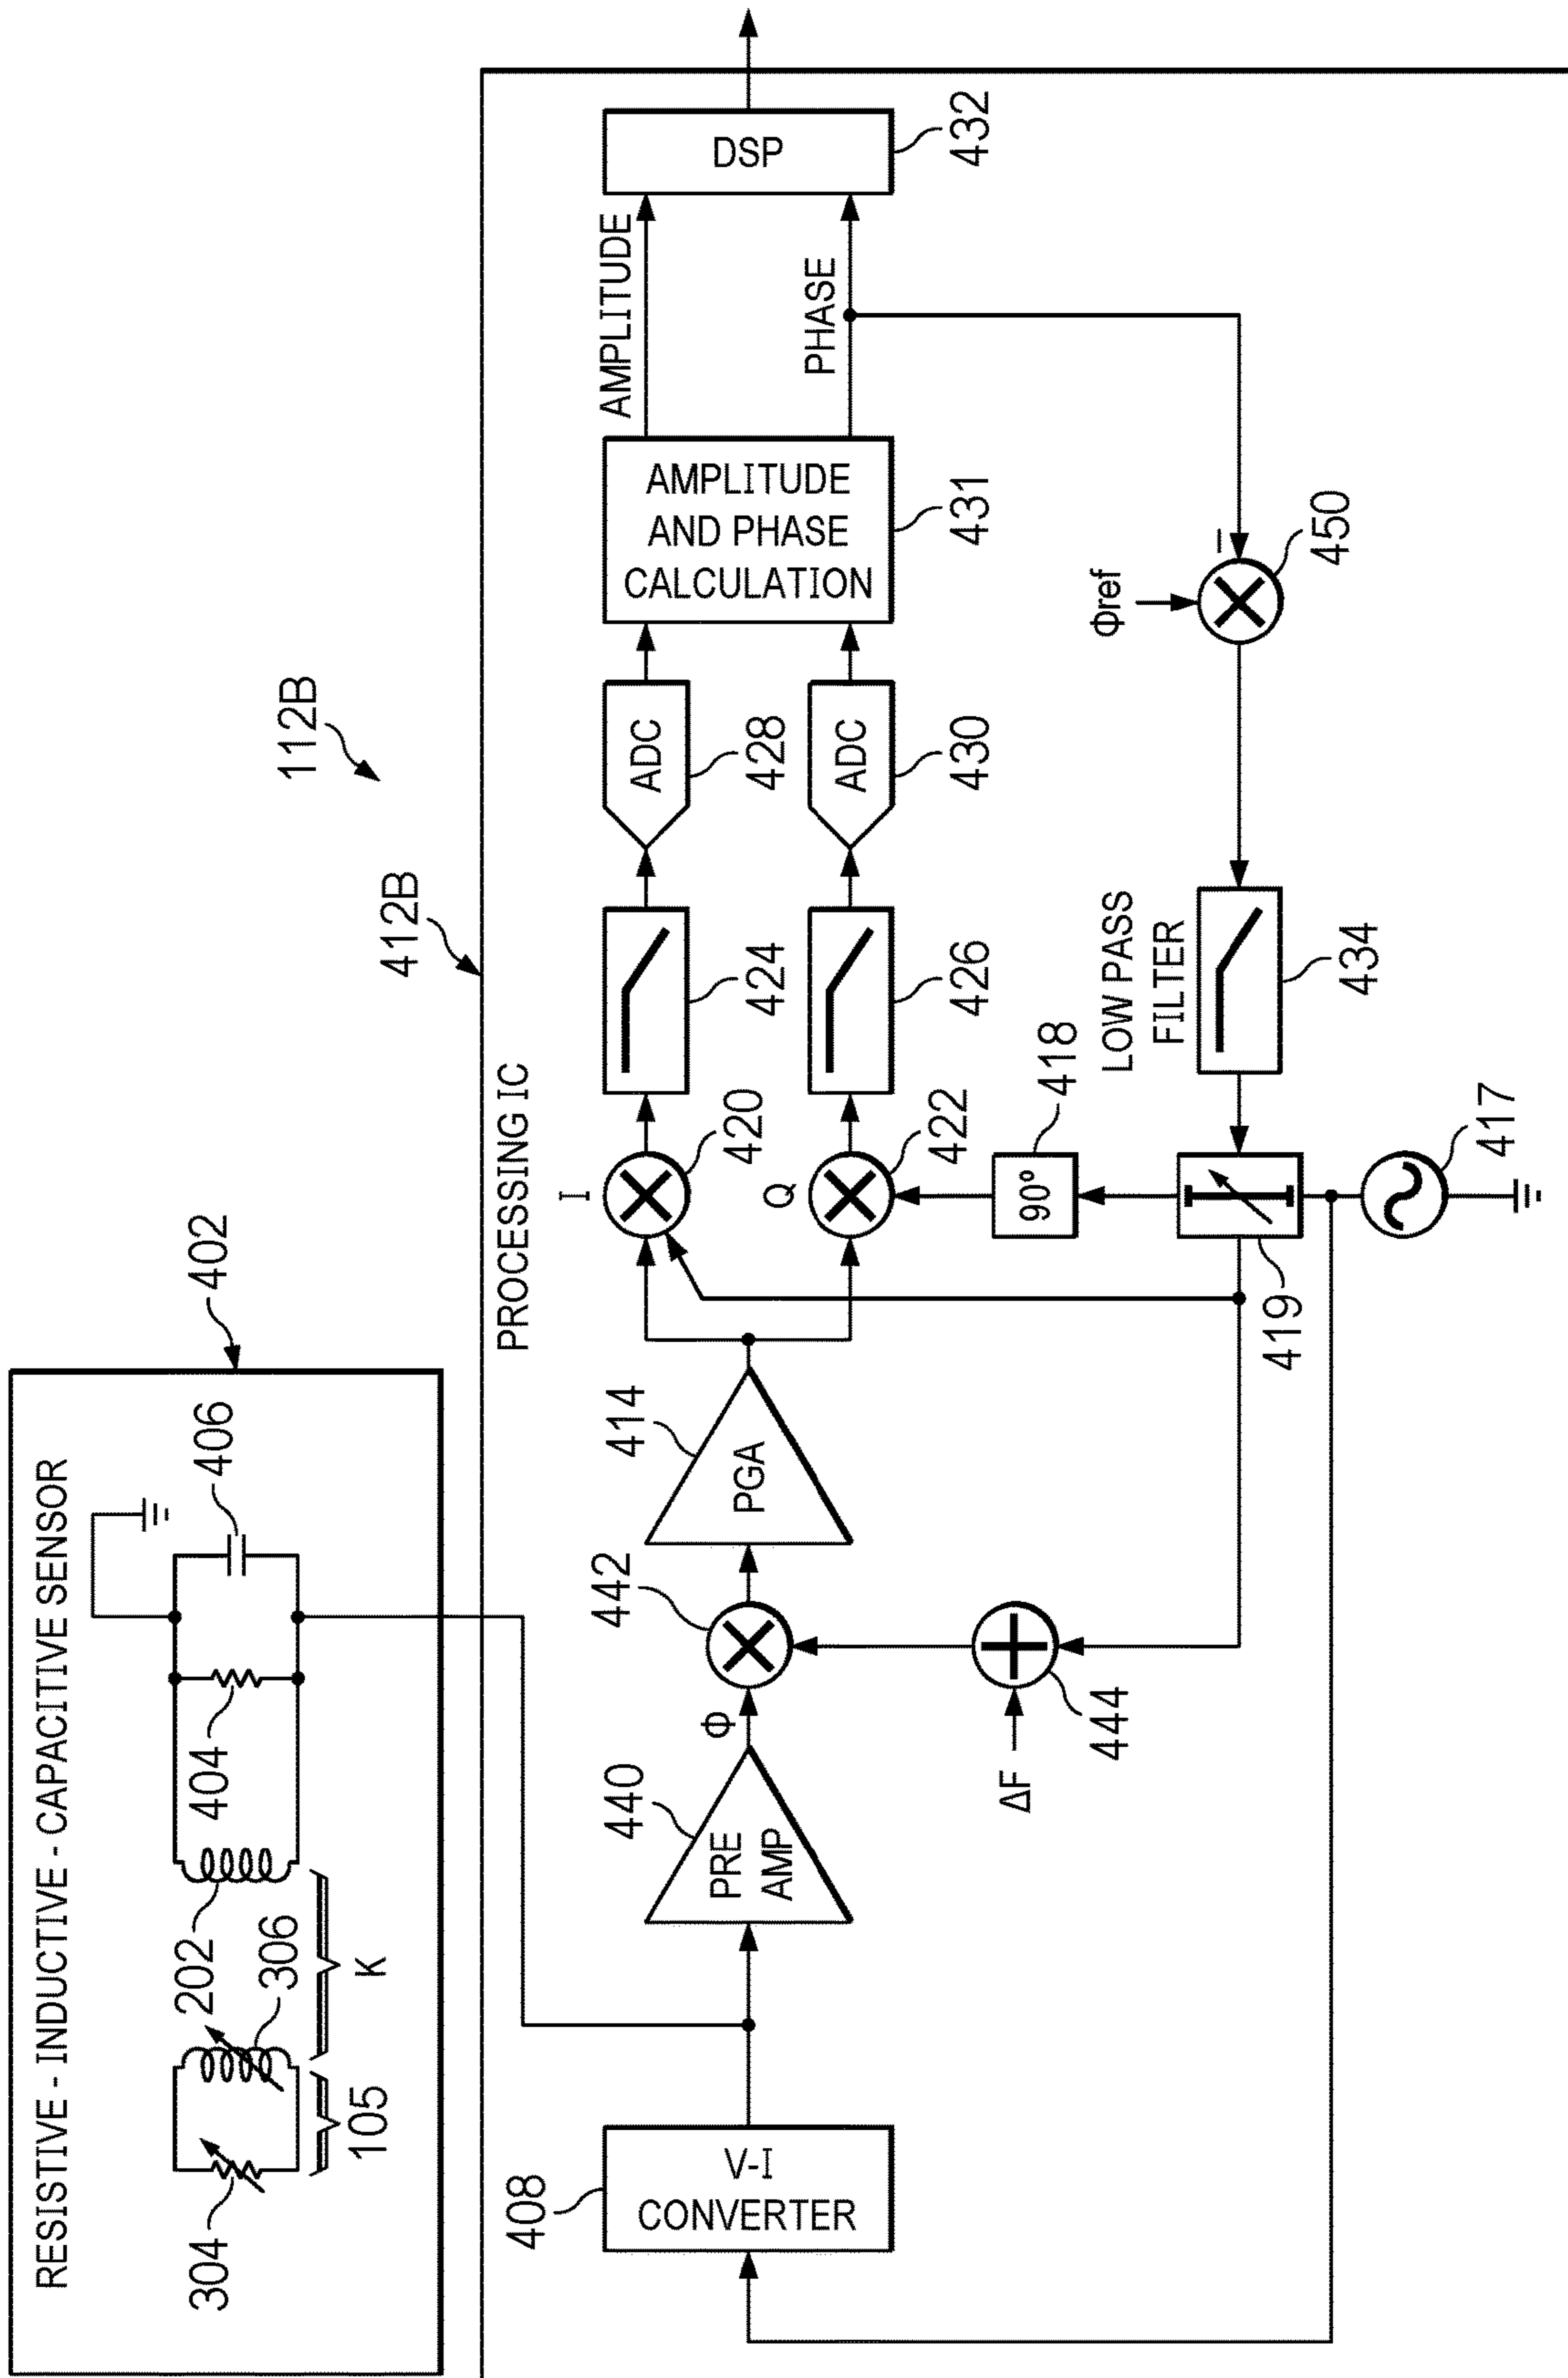 112B
RESISTIVE - INDUCTIVE - CAPACITIVE SENSOR
402
304
105
306
202
K
404
406
412B
PROCESSING IC
408
V-I
CONVERTER
440
PRE
AMP
Φ
442
ΔF
444
414
PGA
I
420
Q
422
90º
418
419
417
424
426
ADC
428
ADC
430
LOW PASS
FILTER
434
Φref
–
450
AMPLITUDE
AND PHASE
CALCULATION
431
AMPLITUDE
PHASE
DSP
432